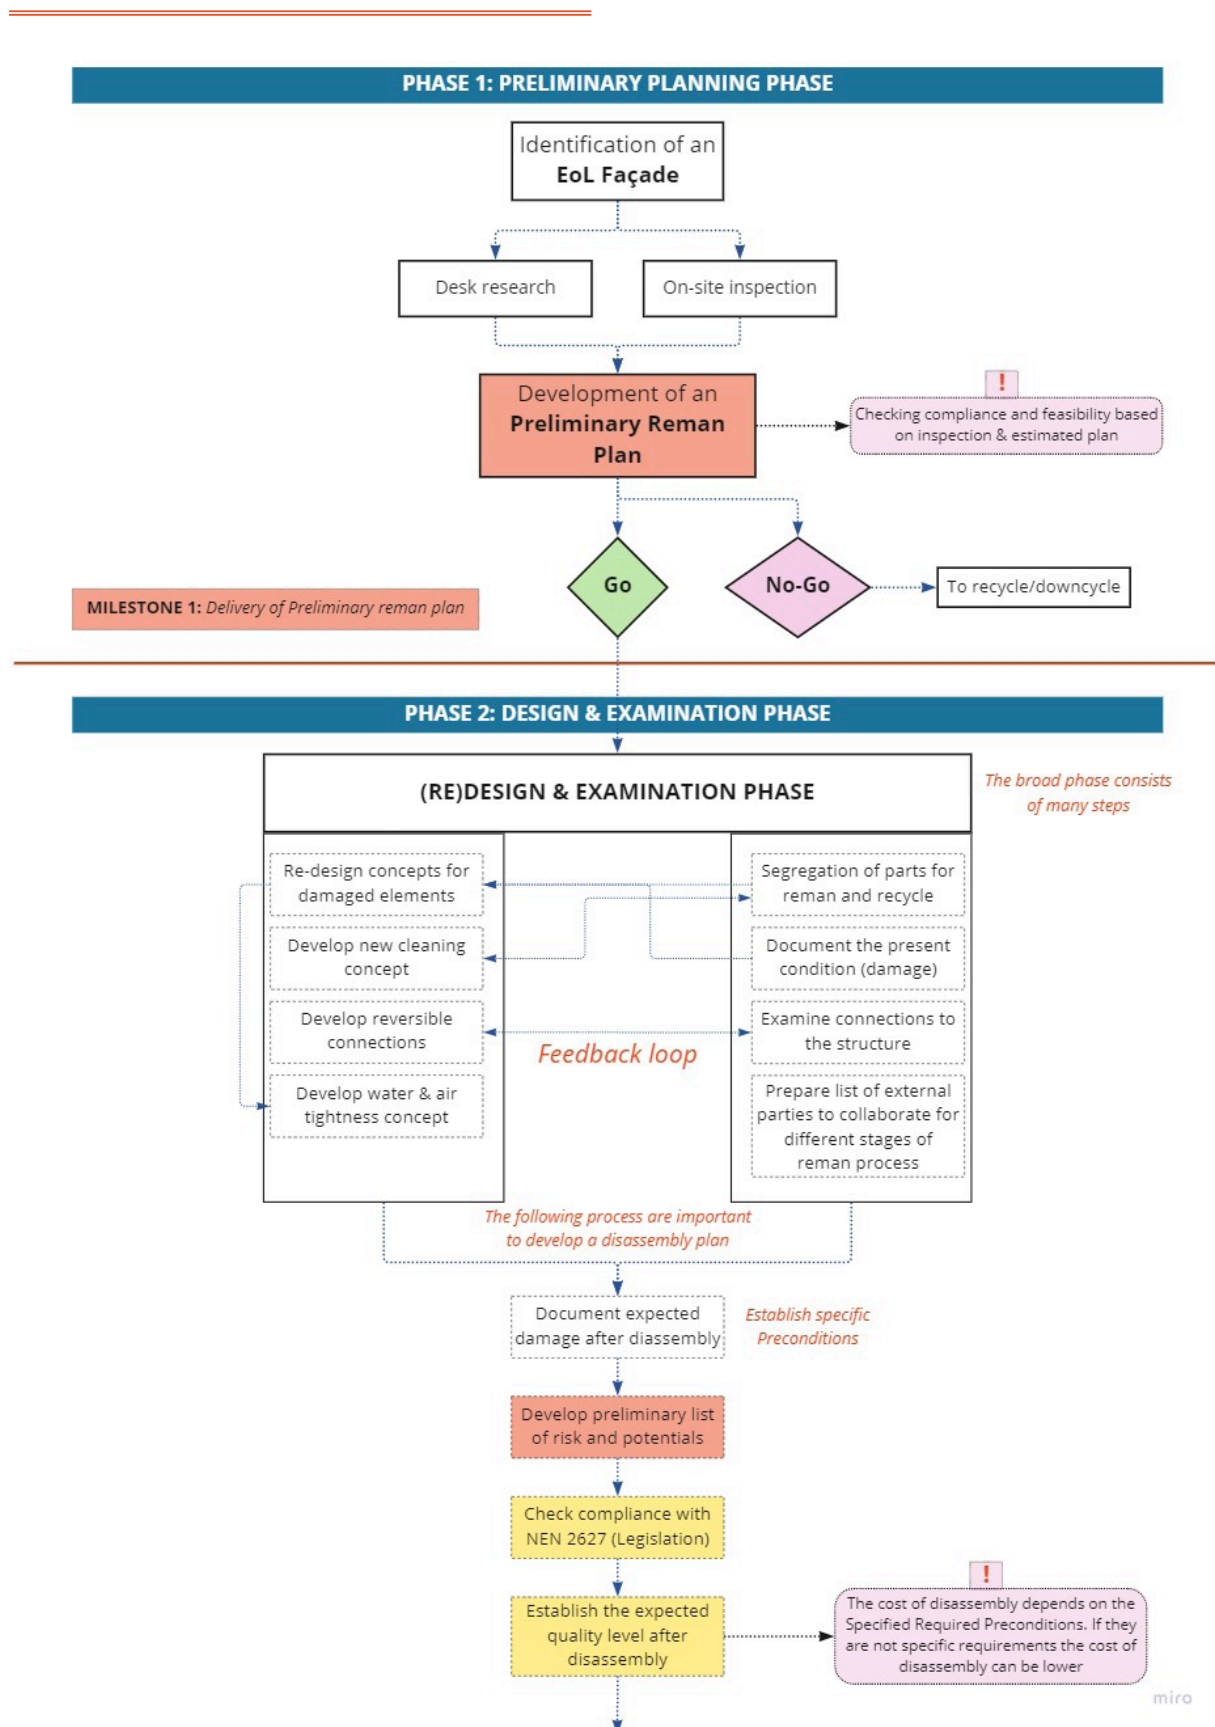 PHASE 1: PRELIMINARY PLANNING PHASE
Identification of an
EoL Façade
Desk research
On-site inspection
Development of an
Preliminary Reman
Plan
!
Checking compliance and feasibility based
on inspection & estimated plan
Go
No-Go
To recycle/downcycle
MILESTONE 1: Delivery of Preliminary reman plan
PHASE 2: DESIGN & EXAMINATION PHASE
(RE)DESIGN & EXAMINATION PHASE
The broad phase consists
of many steps
Re-design concepts for
damaged elements
Develop new cleaning
concept
Develop reversible
connections
Develop water & air
tightness concept
Feedback loop
Segregation of parts for
reman and recycle
Document the present
condition (damage)
Examine connections to
the structure
Prepare list of external
parties to collaborate for
different stages of
reman process
The following process are important
to develop a disassembly plan
Document expected
damage after diassembly
Establish specific
Preconditions
Develop preliminary list
of risk and potentials
Check compliance with
NEN 2627 (Legislation)
Establish the expected
quality level after
disassembly
!
The cost of disassembly depends on the
Specified Required Preconditions. If they
are not specific requirements the cost of
disassembly can be lower
miro